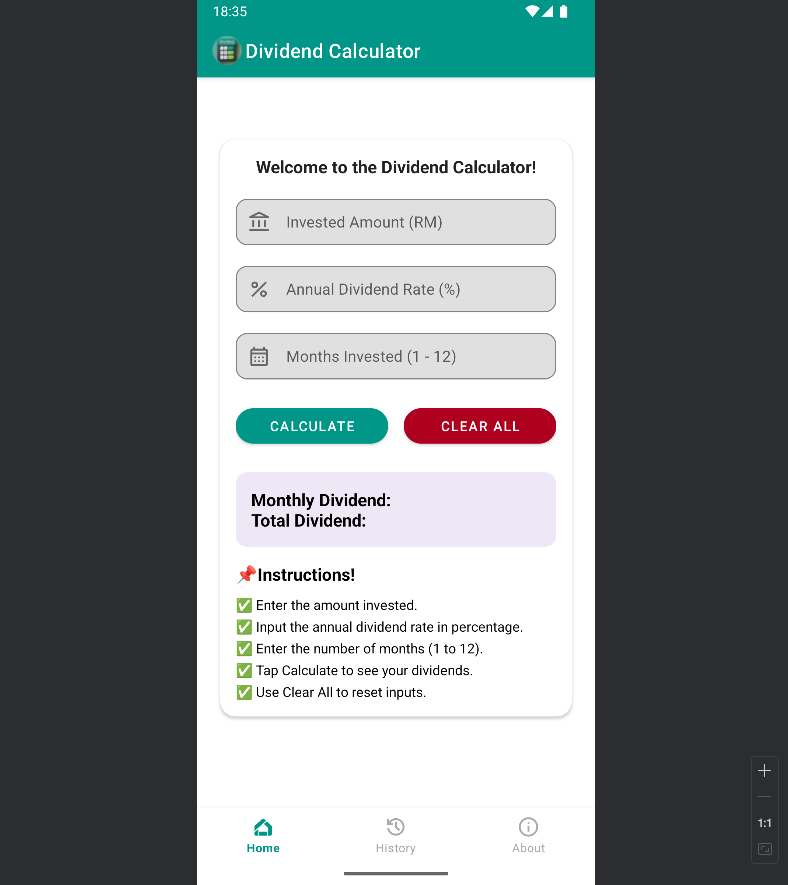 18:35
Dividend Calculator
Welcome to the Dividend Calculator!
Invested Amount (RM)
Annual Dividend Rate (%)
Months Invested (1 - 12)
CALCULATE
CLEAR ALL
Monthly Dividend:
Total Dividend:
📌Instructions!
✅ Enter the amount invested.
✅ Input the annual dividend rate in percentage.
✅ Enter the number of months (1 to 12).
✅ Tap Calculate to see your dividends.
✅ Use Clear All to reset inputs.
1:1
Home
History
About